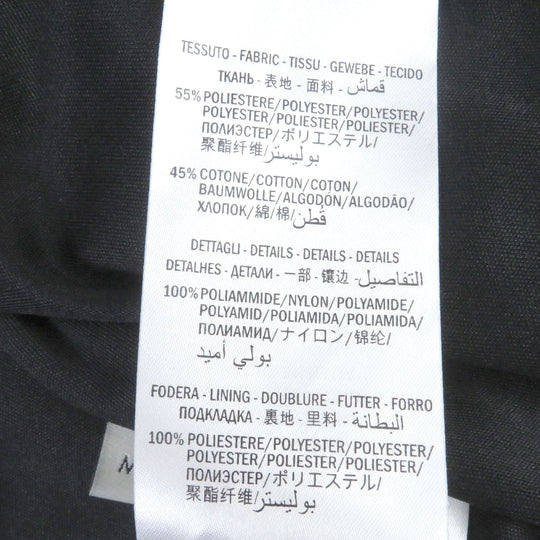 TESSUTO - FABRIC - TISSU - GEWEBE - TECIDO
ТКАНЬ - 表地 - 面料 - قماش
55% POLIESTERE/POLYESTER/POLYESTER/
POLYESTER/POLIESTER/POLIESTER/
ПОЛИЭСТЕР/ポリエステル/
聚酯纤维/بوليستر
45% COTONE/COTTON/COTON/
BAUMWOLLE/ALGODÓN/ALGODÃO/
ХЛОПОК/綿/棉/قطن
DETTAGLI - DETAILS - DETAILS - DETAILS
DETALHES - ДЕТАЛИ - 一部 - 镶边 - التفاصيل
100% POLIAMMIDE/NYLON/POLYAMIDE/
POLYAMID/POLIAMIDA/POLIAMIDA/
ПОЛИАМИД/ナイロン/锦纶/
بولي أميد
FODERA - LINING - DOUBLURE - FUTTER - FORRO
ПОДКЛАДКА - 裏地 - 里料 - البطانة
100% POLIESTERE/POLYESTER/POLYESTER/
POLYESTER/POLIESTER/POLIESTER/
ПОЛИЭСТЕР/ポリエステル/
聚酯纤维/بوليستر